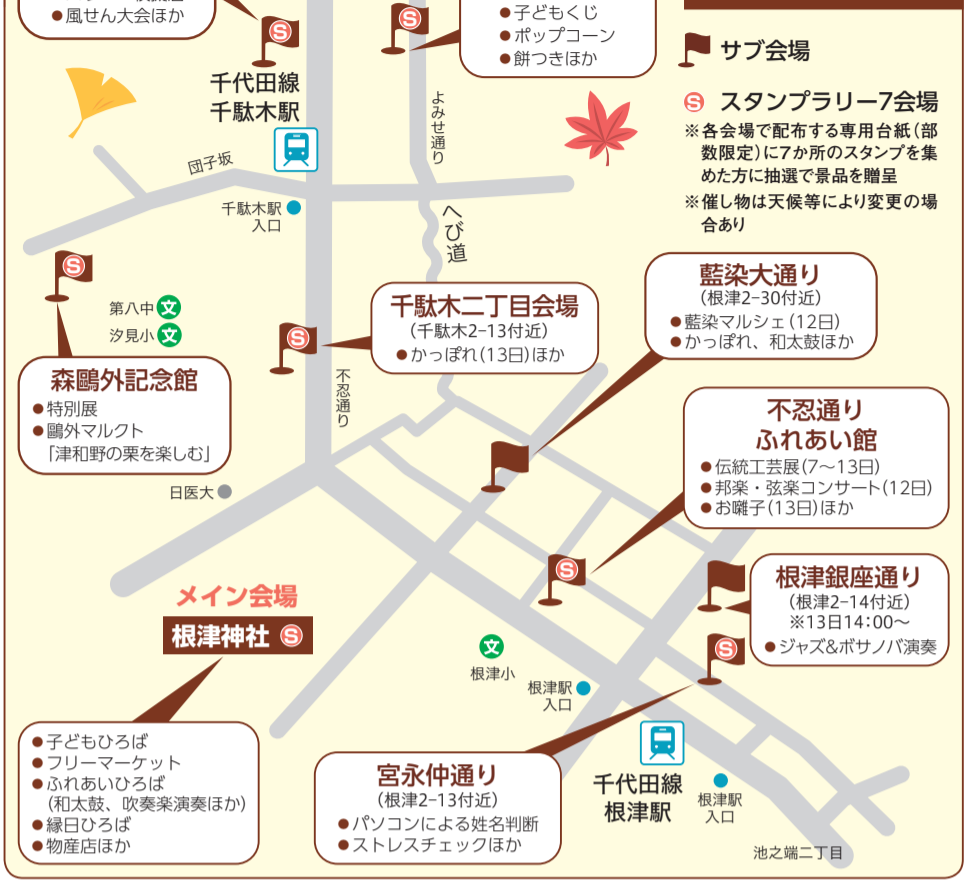 ●風せん大会ほか
●子どもくじ
●ポップコーン
●餅つきほか
サブ会場
S スタンプラリー7会場
※各会場で配布する専用台紙(部
数限定)に7か所のスタンプを集
めた方に抽選で景品を贈呈
※催し物は天候等により変更の場
合あり
千代田線
千駄木駅
よみせ通り
団子坂
千駄木駅
入口
へび道
S
S
S
第八中 文
汐見小 文
S
千駄木二丁目会場
(千駄木2-13付近)
●かっぽれ(13日)ほか
藍染大通り
(根津2-30付近)
●藍染マルシェ(12日)
●かっぽれ、和太鼓ほか
森鷗外記念館
●特別展
●鷗外マルクト
「津和野の栗を楽しむ」
不忍通り
不忍通り
ふれあい館
●伝統工芸展(7〜13日)
●邦楽・弦楽コンサート(12日)
●お囃子(13日)ほか
日医大
S
根津銀座通り
(根津2-14付近)
※13日14:00〜
●ジャズ&ボサノバ演奏
メイン会場
根津神社 S
S
文
根津小
根津駅
入口
●子どもひろば
●フリーマーケット
●ふれあいひろば
(和太鼓、吹奏楽演奏ほか)
●縁日ひろば
●物産店ほか
宮永仲通り
(根津2-13付近)
●パソコンによる姓名判断
●ストレスチェックほか
千代田線
根津駅
根津駅
入口
池之端二丁目